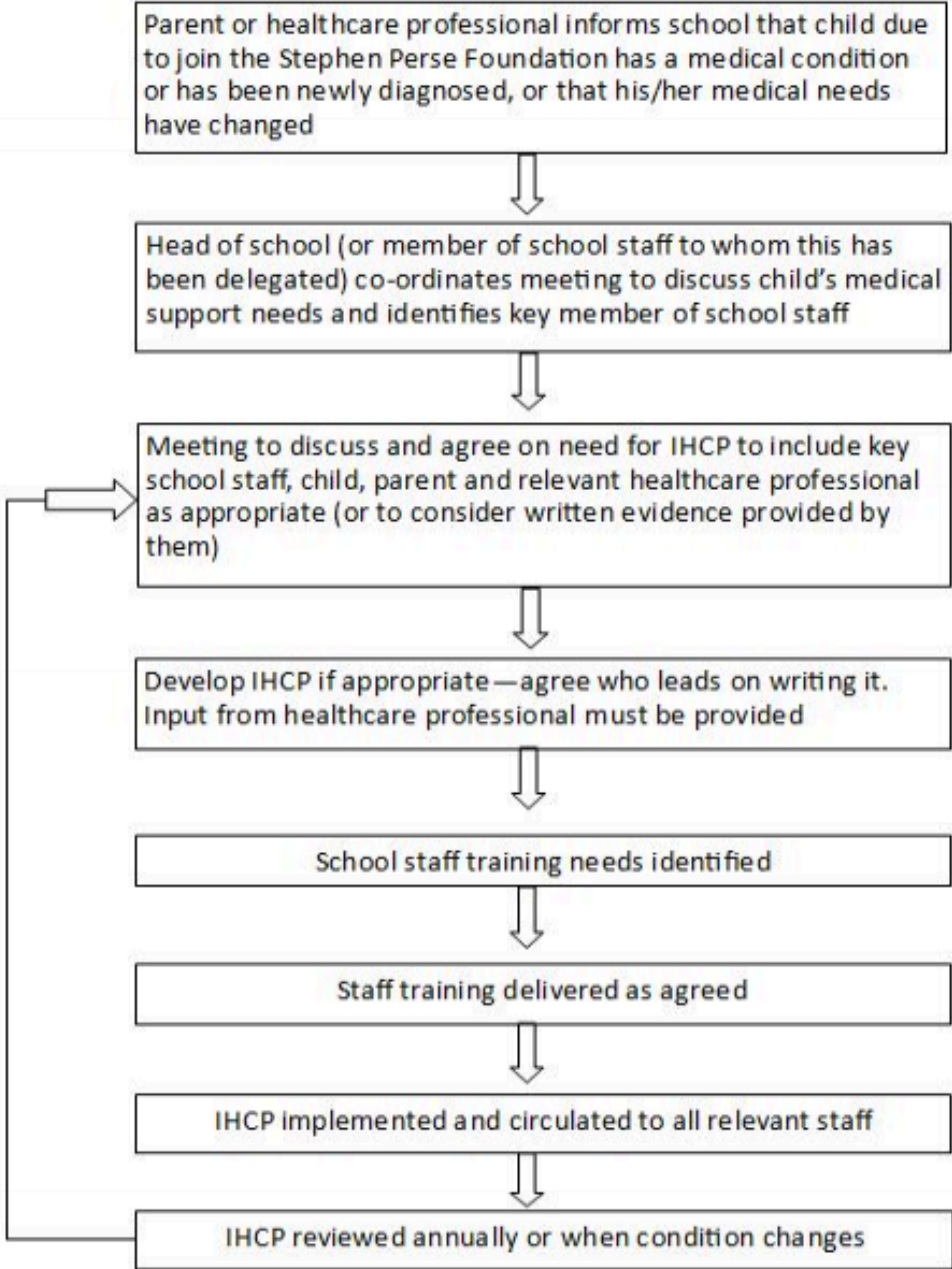 Parent or healthcare professional informs school that child due
to join the Stephen Perse Foundation has a medical condition
or has been newly diagnosed, or that his/her medical needs
have changed
Head of school (or member of school staff to whom this has
been delegated) co-ordinates meeting to discuss child's medical
support needs and identifies key member of school staff
Meeting to discuss and agree on need for IHCP to include key
school staff, child, parent and relevant healthcare professional
as appropriate (or to consider written evidence provided by
them)
Develop IHCP if appropriate—agree who leads on writing it.
Input from healthcare professional must be provided
School staff training needs identified
Staff training delivered as agreed
IHCP implemented and circulated to all relevant staff
IHCP reviewed annually or when condition changes